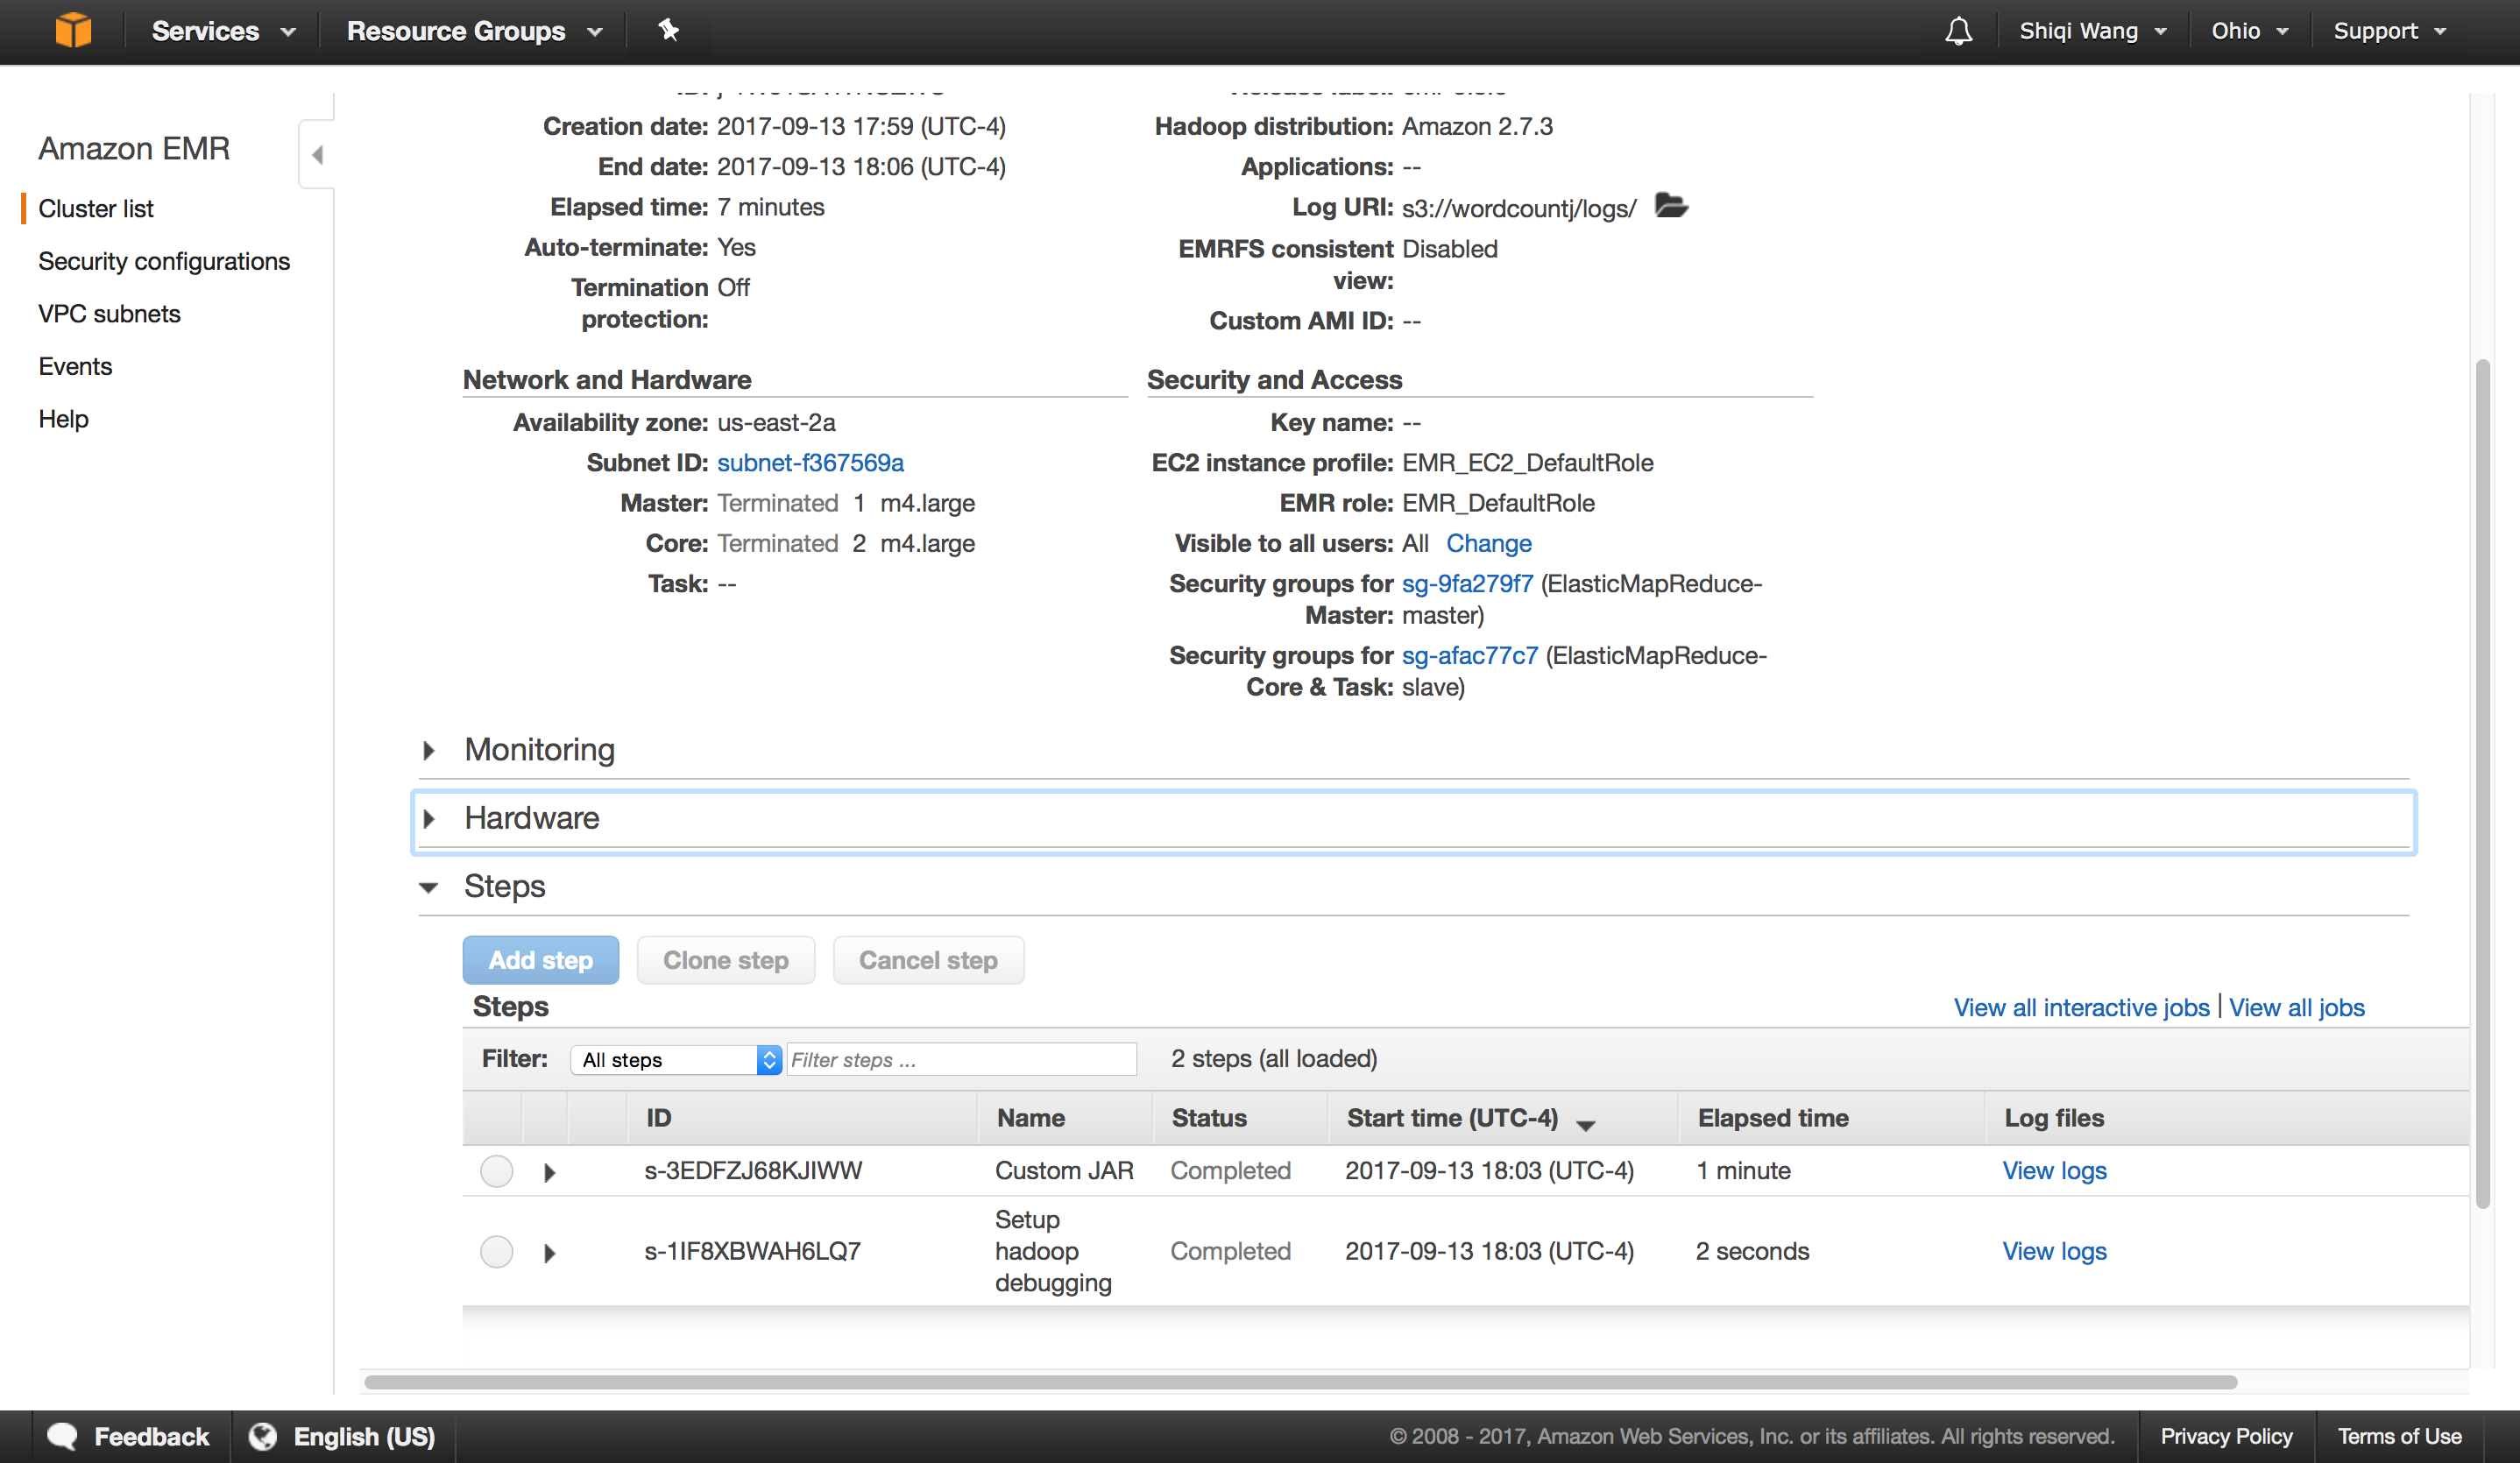 Services Resource Groups Shiqi Wang Ohio Support
Amazon EMR
Cluster list
Security configurations
VPC subnets
Events
Help
Creation date: 2017-09-13 17:59 (UTC-4)
End date: 2017-09-13 18:06 (UTC-4)
Elapsed time: 7 minutes
Auto-terminate: Yes
Termination Off
protection:
Hadoop distribution: Amazon 2.7.3
Applications: --
Log URI: s3://wordcountj/logs/
EMRFS consistent Disabled
view:
Custom AMI ID: --
Network and Hardware
Availability zone: us-east-2a
Subnet ID: subnet-f367569a
Master: Terminated 1 m4.large
Core: Terminated 2 m4.large
Task: --
Security and Access
Key name: --
EC2 instance profile: EMR_EC2_DefaultRole
EMR role: EMR_DefaultRole
Visible to all users: All Change
Security groups for sg-9fa279f7 (ElasticMapReduce-
Master: master)
Security groups for sg-afac77c7 (ElasticMapReduce-
Core & Task: slave)
Monitoring
Hardware
Steps
Add step Clone step Cancel step
Steps View all interactive jobs | View all jobs
Filter: All steps Filter steps ... 2 steps (all loaded)
ID Name Status Start time (UTC-4) Elapsed time Log files
s-3EDFZJ68KJIWW Custom JAR Completed 2017-09-13 18:03 (UTC-4) 1 minute View logs
Setup
s-1IF8XBWAH6LQ7 hadoop Completed 2017-09-13 18:03 (UTC-4) 2 seconds View logs
debugging
Feedback English (US) © 2008 - 2017, Amazon Web Services, Inc. or its affiliates. All rights reserved. Privacy Policy Terms of Use